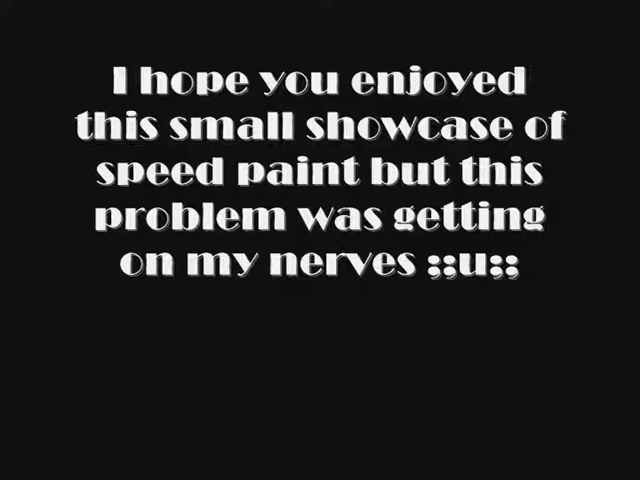 I hope you enjoyed
this small showcase of
speed paint but this
problem was getting
on my nerves ;;u;;